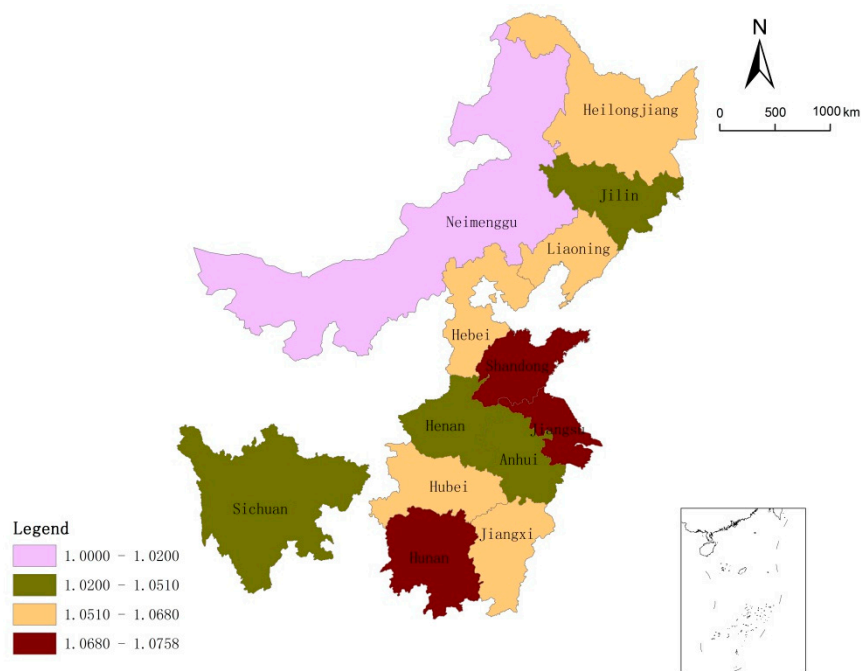 N
0 500 1000 km
Heilongjiang
Jilin
Neimenggu
Liaoning
Hebei
Shandong
Henan
Jiangsu
Anhui
Hubei
Sichuan
Jiangxi
Hunan
Legend
1.0000 - 1.0200
1.0200 - 1.0510
1.0510 - 1.0680
1.0680 - 1.0758